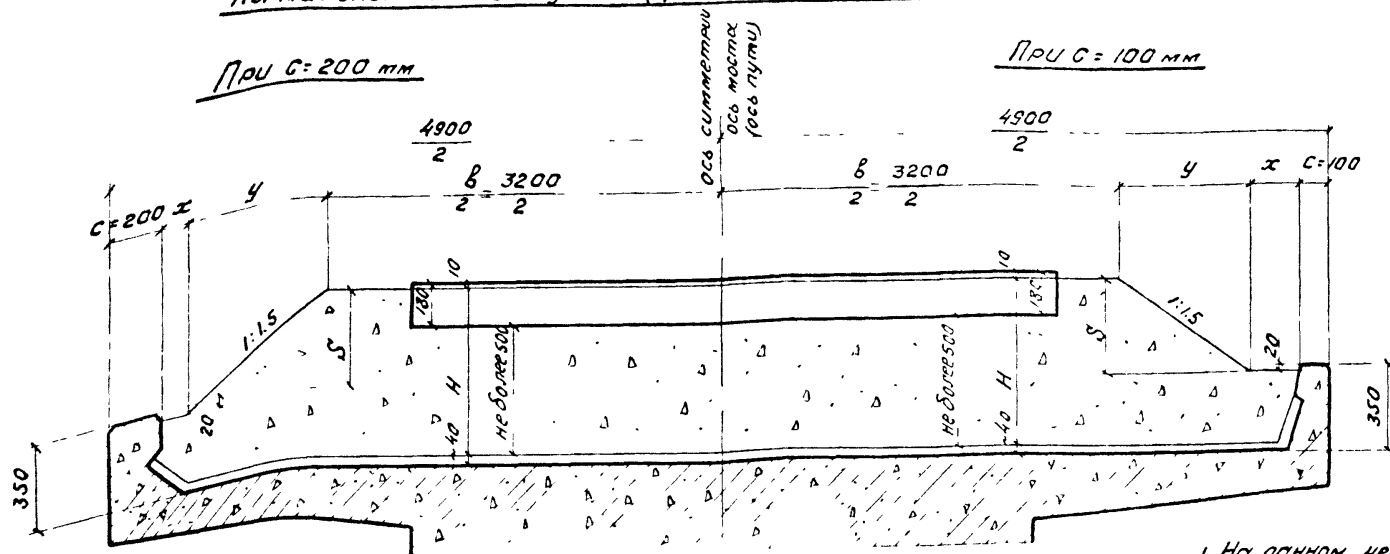 При C=200 мм
При C=100 мм
ось симметрии
ось моста
(ось пути)
4900
2
4900
2
в = 3200
2 2
в = 3200
2 2
C=200
x
y
y
x
C=100
1:1.5
1:1.5
180
10
10
180
S
S
20
20
не более 500
не более 500
H
H
~40
~40
350
350
1. На данном